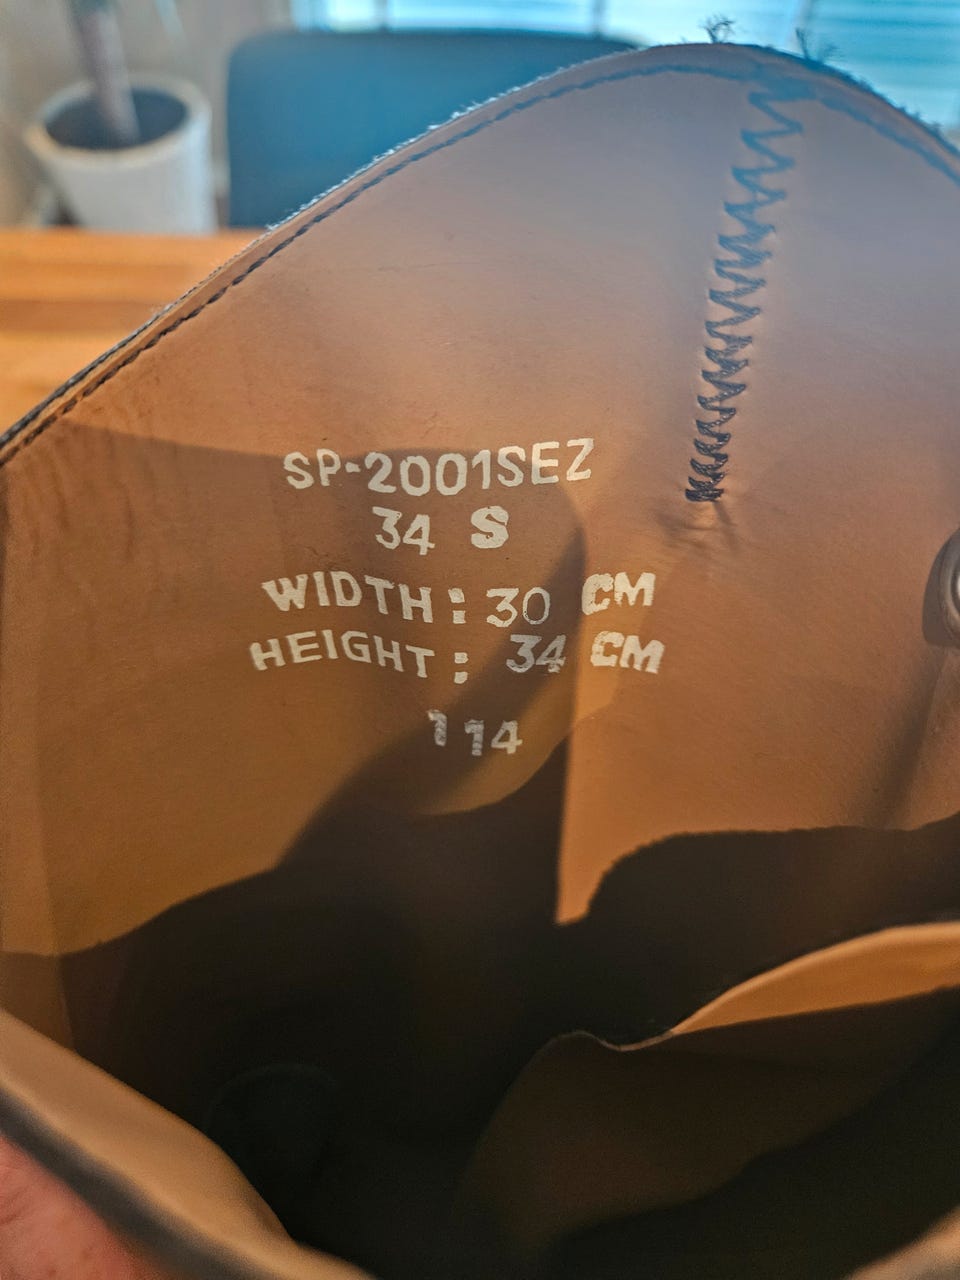 SP-2001SEZ
34 S
WIDTH: 30 CM
HEIGHT: 34 CM
114